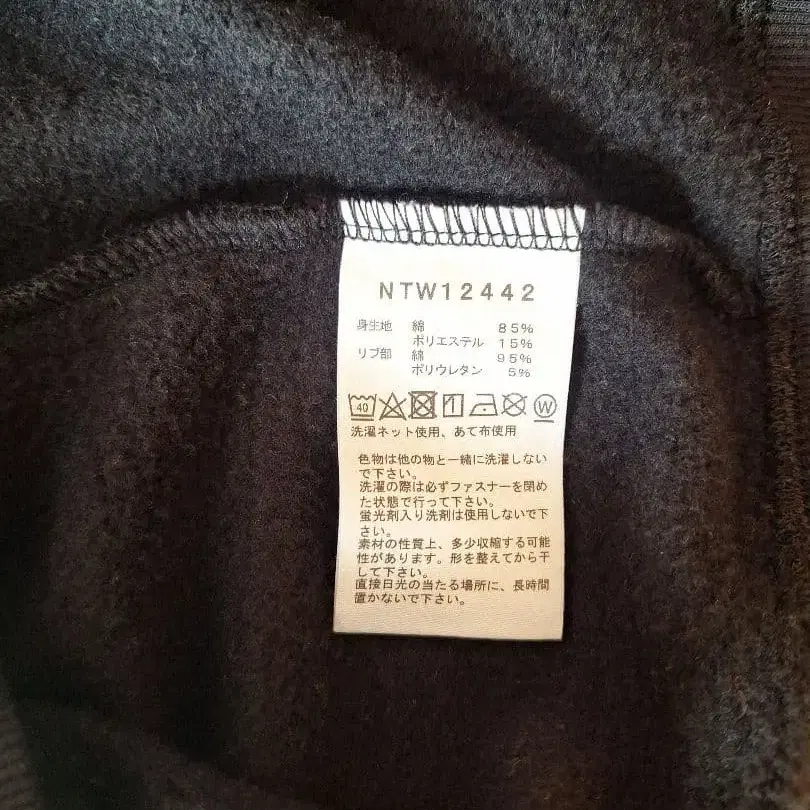 NTW12442
身生地 綿 85%
ポリエステル 15%
リブ部 綿 95%
ポリウレタン 5%
40 W
洗濯ネット使用、あて布使用
色物は他の物と一緒に洗濯しない
で下さい。
洗濯の際は必ずファスナーを閉め
た状態で行って下さい。
蛍光剤入り洗剤は使用しないで下
さい。
素材の性質上、多少収縮する可能
性があります。形を整えてから干
して下さい。
直接日光の当たる場所に、長時間
置かないで下さい。